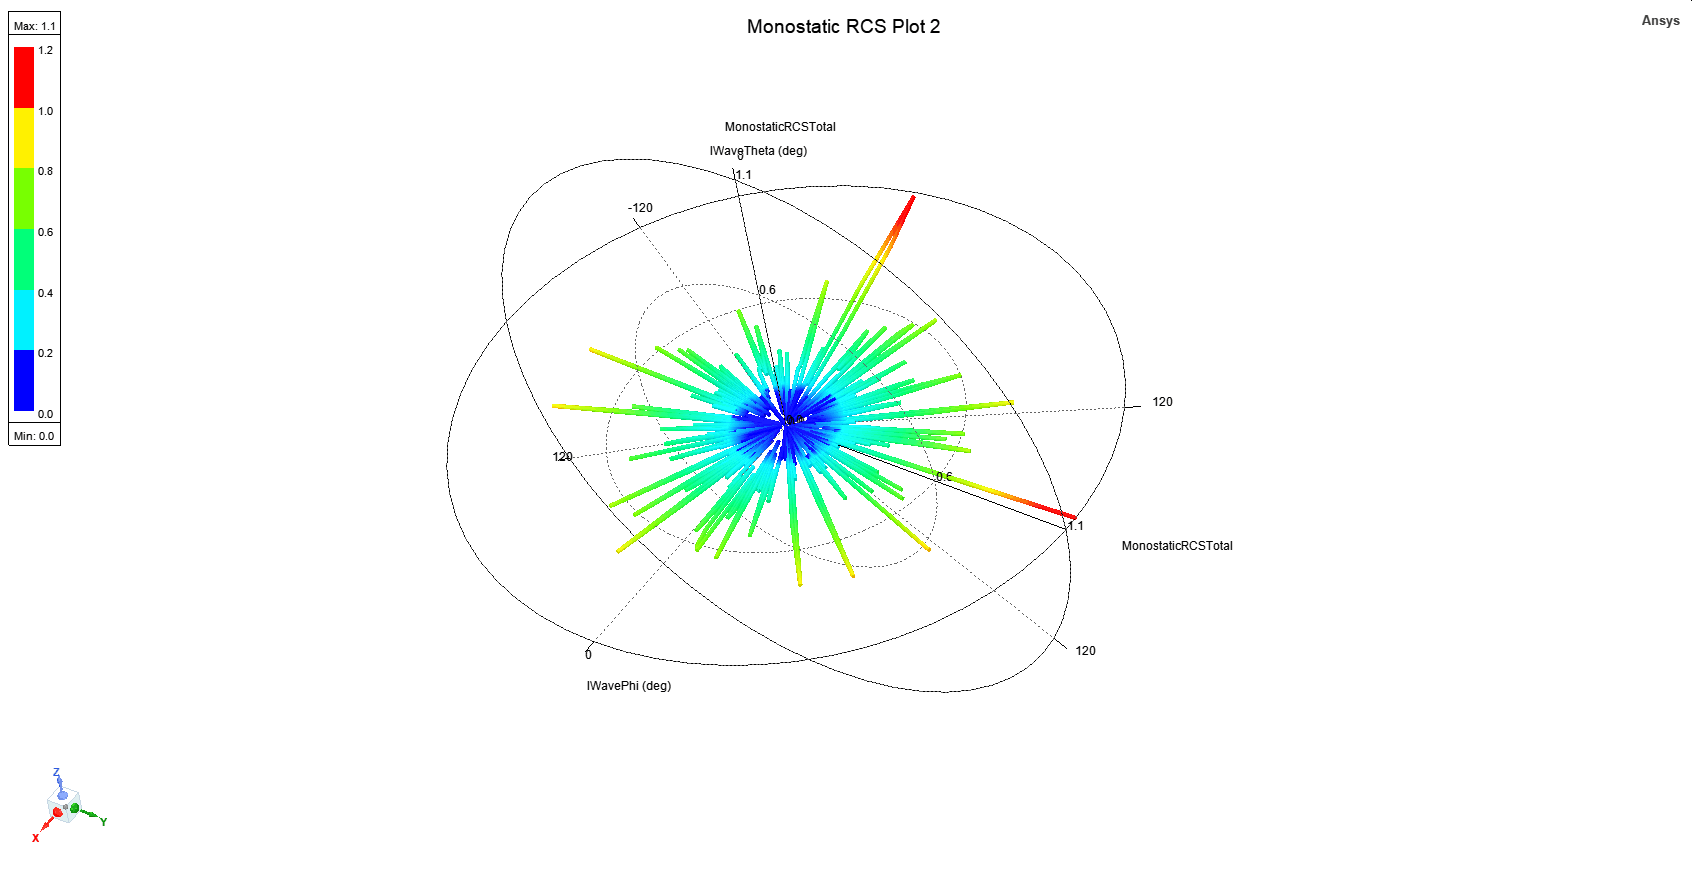 Monostatic RCS Plot 2
Ansys
Max: 1.1
1.2
1.0
0.8
0.6
0.4
0.2
0.0
Min: 0.0
MonostaticRCSTotal
IWaveTheta (deg)
0
1.1
-120
0.6
120
120
0.6
1.1
MonostaticRCSTotal
120
0
IWavePhi (deg)
Z
Y
X